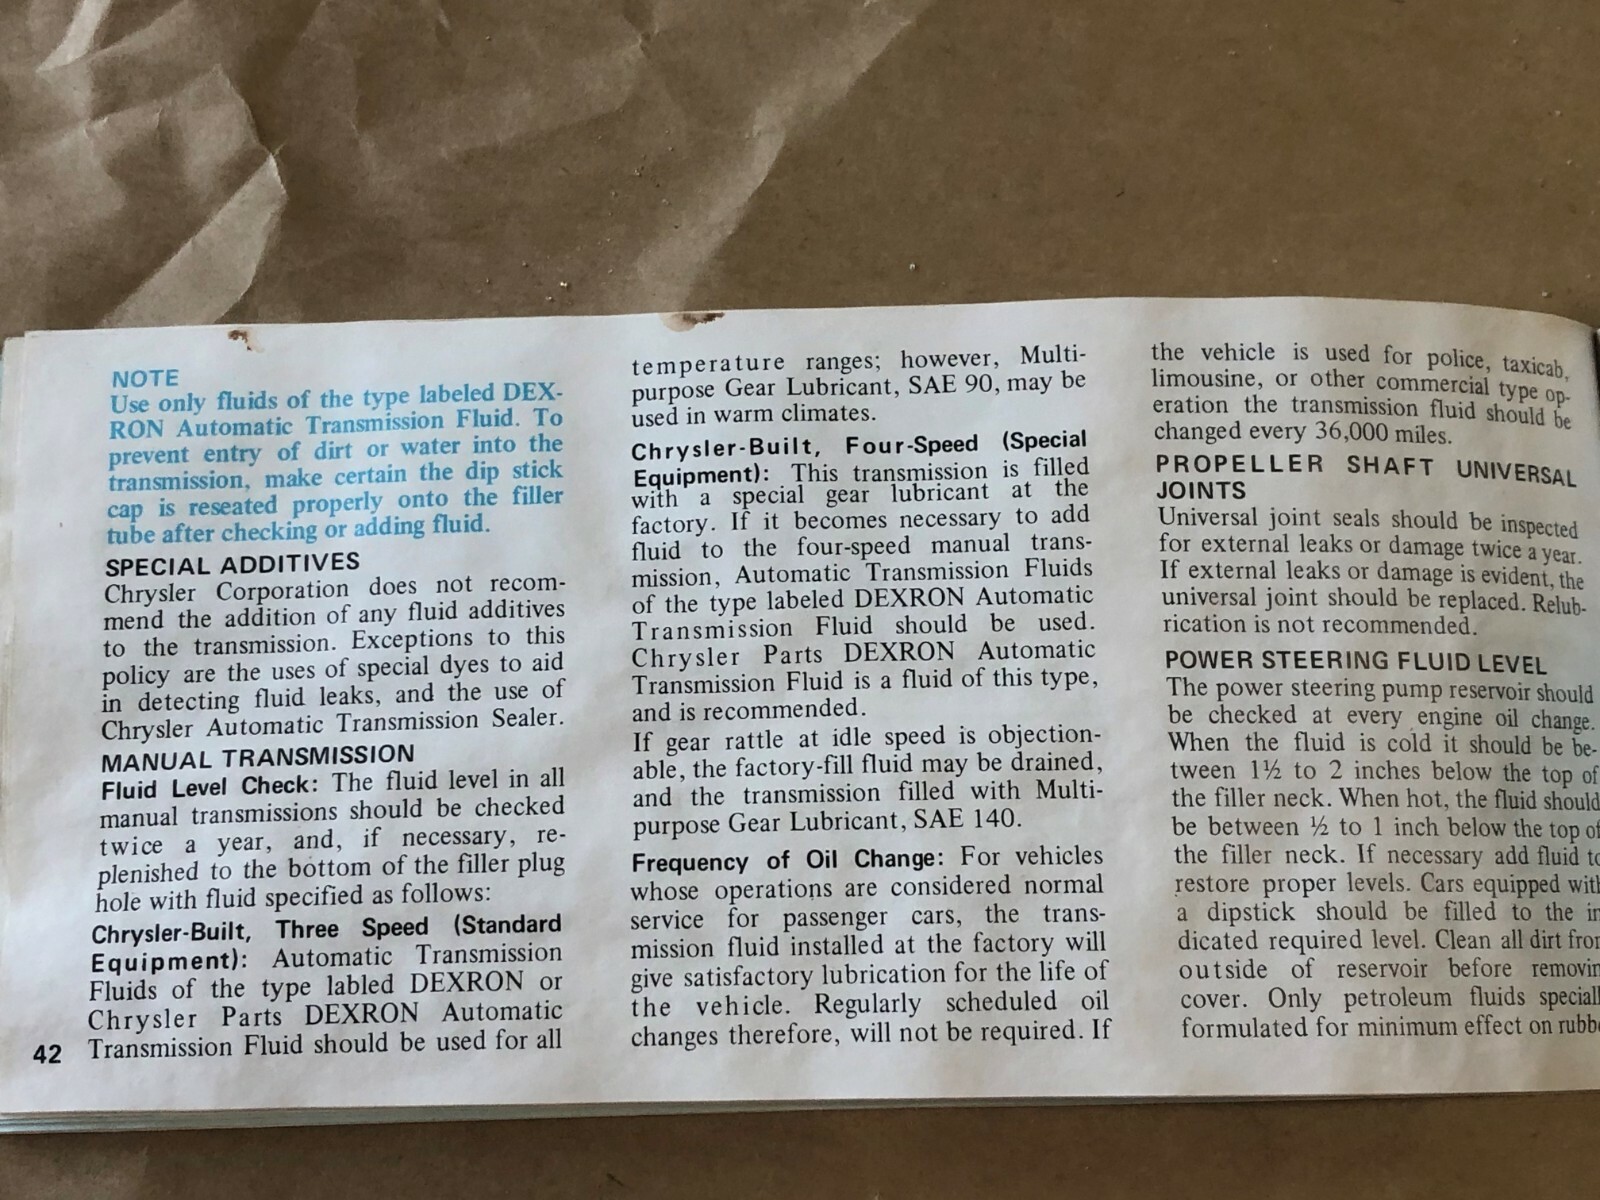 NOTE
Use only fluids of the type labeled DEX-
RON Automatic Transmission Fluid. To
prevent entry of dirt or water into the
transmission, make certain the dip stick
cap is reseated properly onto the filler
tube after checking or adding fluid.
SPECIAL ADDITIVES
Chrysler Corporation does not recom-
mend the addition of any fluid additives
to the transmission. Exceptions to this
policy are the uses of special dyes to aid
in detecting fluid leaks, and the use of
Chrysler Automatic Transmission Sealer.
MANUAL TRANSMISSION
Fluid Level Check: The fluid level in all
manual transmissions should be checked
twice a year, and, if necessary, re-
plenished to the bottom of the filler plug
hole with fluid specified as follows:
Chrysler-Built, Three Speed (Standard
Equipment): Automatic Transmission
Fluids of the type labled DEXRON or
Chrysler Parts DEXRON Automatic
Transmission Fluid should be used for all
42
temperature ranges; however, Multi-
purpose Gear Lubricant, SAE 90, may be
used in warm climates.
Chrysler-Built, Four-Speed (Special
Equipment): This transmission is filled
with a special gear lubricant at the
factory. If it becomes necessary to add
fluid to the four-speed manual trans-
mission, Automatic Transmission Fluids
of the type labeled DEXRON Automatic
Transmission Fluid should be used.
Chrysler Parts DEXRON Automatic
Transmission Fluid is a fluid of this type,
and is recommended.
If gear rattle at idle speed is objection-
able, the factory-fill fluid may be drained,
and the transmission filled with Multi-
purpose Gear Lubricant, SAE 140.
Frequency of Oil Change: For vehicles
whose operations are considered normal
service for passenger cars, the trans-
mission fluid installed at the factory will
give satisfactory lubrication for the life of
the vehicle. Regularly scheduled oil
changes therefore, will not be required. If
the vehicle is used for police, taxicab,
limousine, or other commercial type op-
eration the transmission fluid should be
changed every 36,000 miles.
PROPELLER SHAFT UNIVERSAL
JOINTS
Universal joint seals should be inspected
for external leaks or damage twice a year.
If external leaks or damage is evident, the
universal joint should be replaced. Relub-
rication is not recommended.
POWER STEERING FLUID LEVEL
The power steering pump reservoir should
be checked at every engine oil change.
When the fluid is cold it should be be-
tween 1½ to 2 inches below the top of
the filler neck. When hot, the fluid should
be between ½ to 1 inch below the top of
the filler neck. If necessary add fluid
restore proper levels. Cars equipped
a dipstick should be filled to the
dicated required level. Clean all dirt
outside of reservoir before
cover. Only petroleum fluids
formulated for minimum effect on